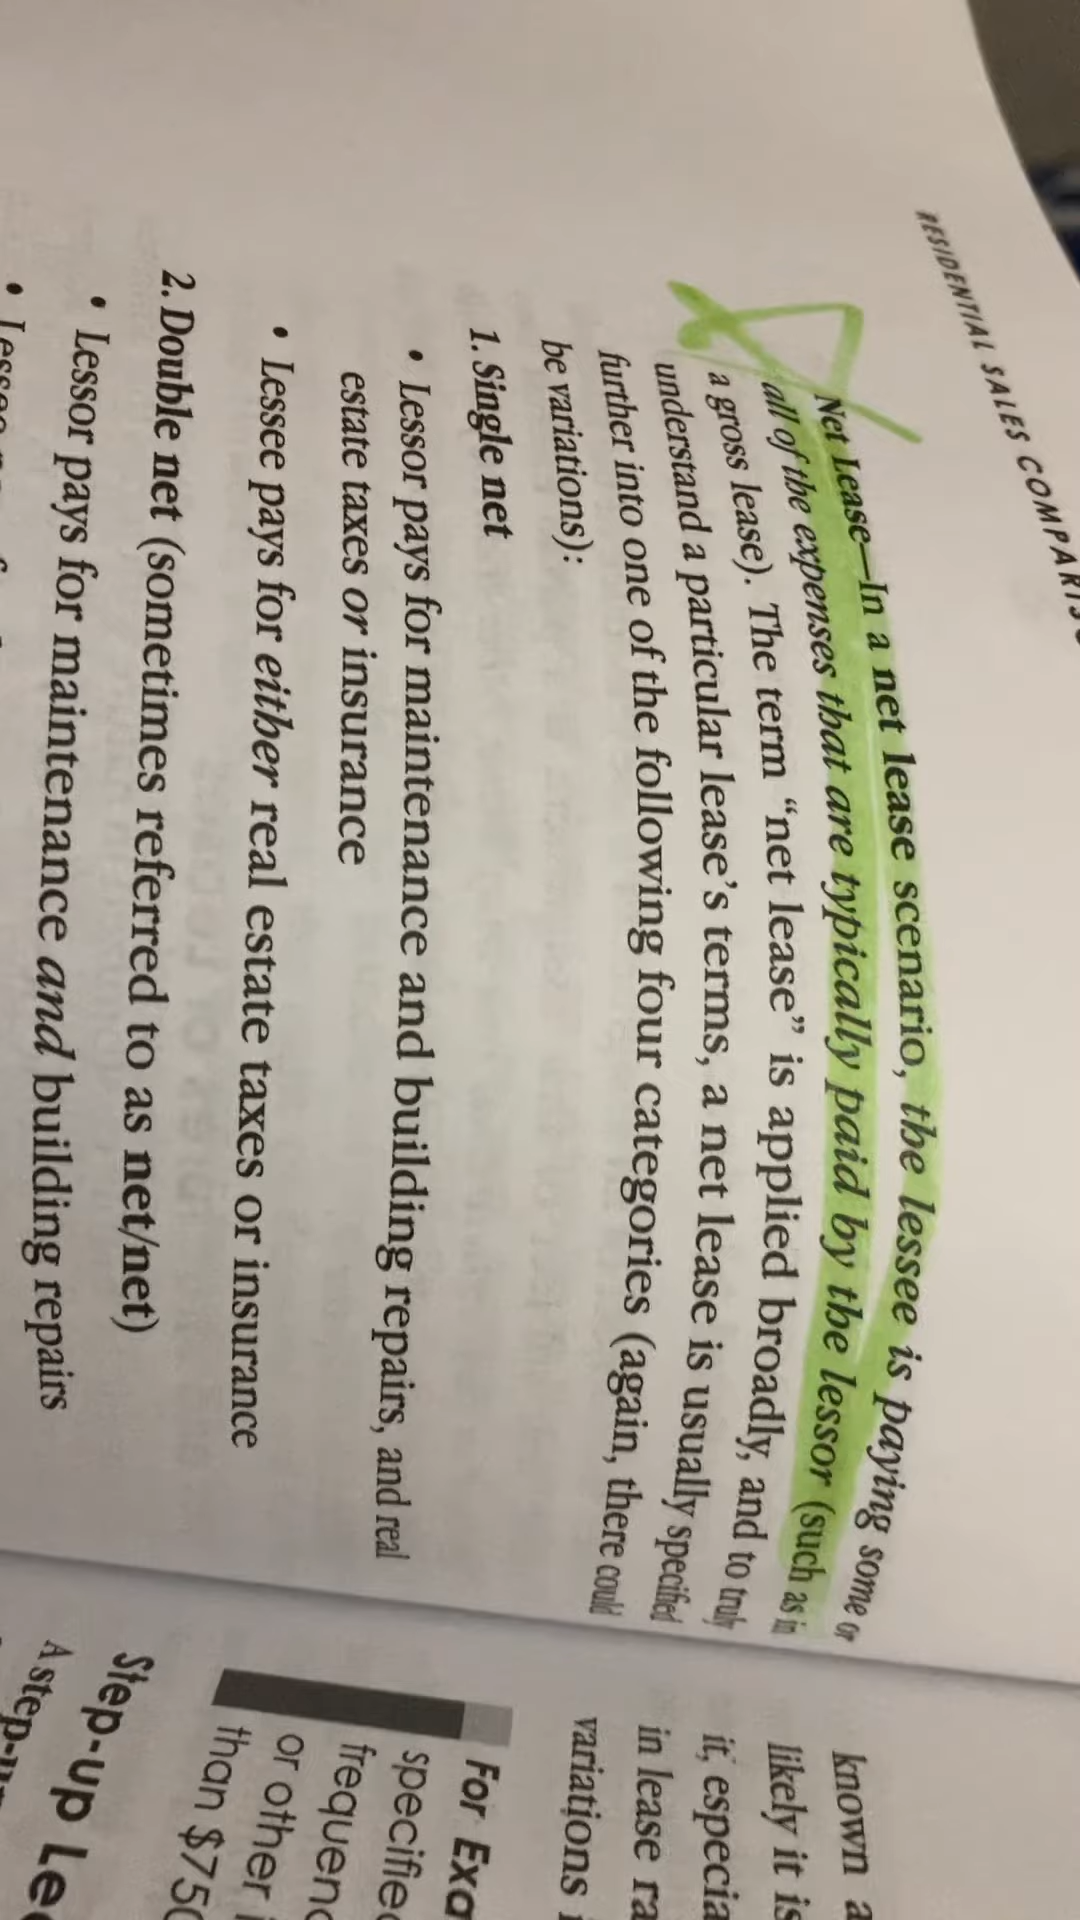 RESIDENTIAL SALES COMPARIS
Net Lease—In a net lease scenario, the lessee is paying some or
all of the expenses that are typically paid by the lessor (such as in
a gross lease). The term “net lease” is applied broadly, and to truly
understand a particular lease’s terms, a net lease is usually specified
further into one of the following four categories (again, there could
be variations):
1. Single net
• Lessor pays for maintenance and building repairs, and real
estate taxes or insurance
• Lessee pays for either real estate taxes or insurance
2. Double net (sometimes referred to as net/net)
• Lessor pays for maintenance and building repairs
known a
likely it is
it, especia
in lease ra
variations i
For Exa
specifie
frequenc
or other i
than $750
Step-up Lea
A step-up